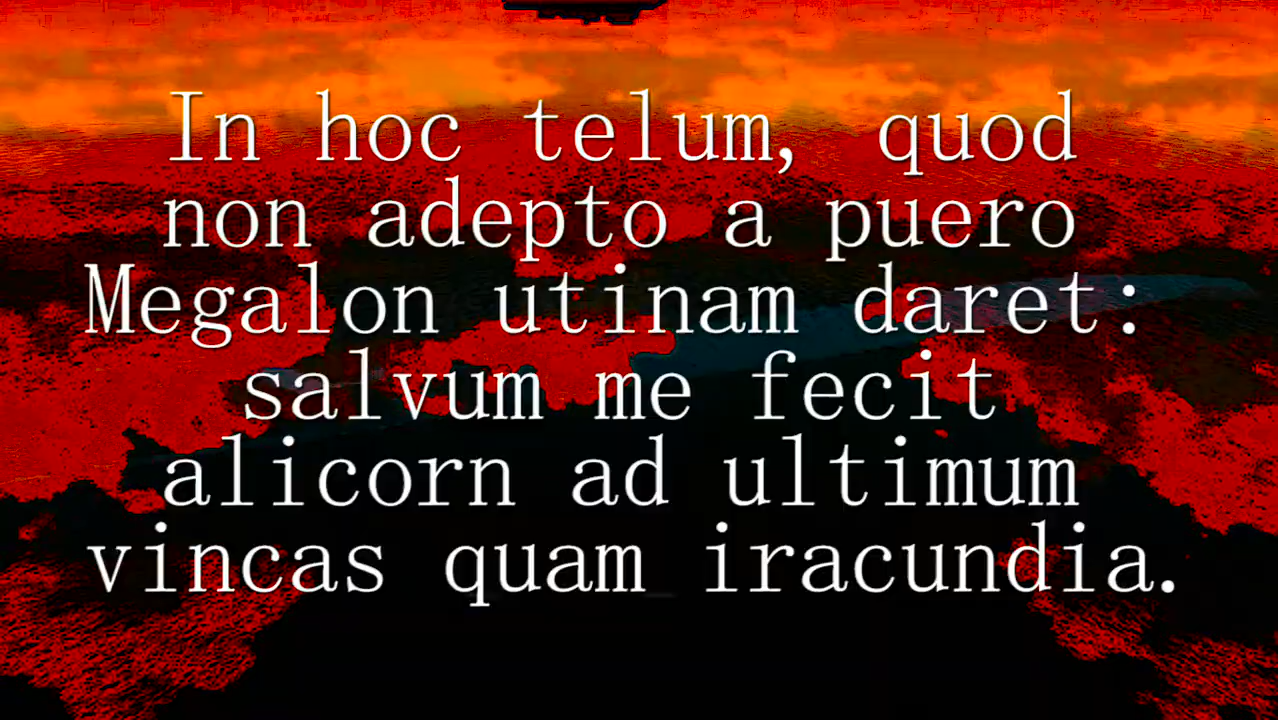 In hoc telum, quod
non adepto a puero
Megalon utinam daret:
salvum me fecit
alicorn ad ultimum
vincas quam iracundia.